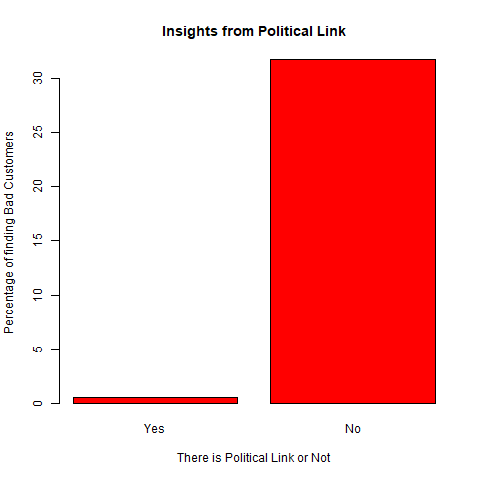 Insights from Political Link
Percentage of finding Bad Customers
30
25
20
15
10
5
0
Yes No
There is Political Link or Not